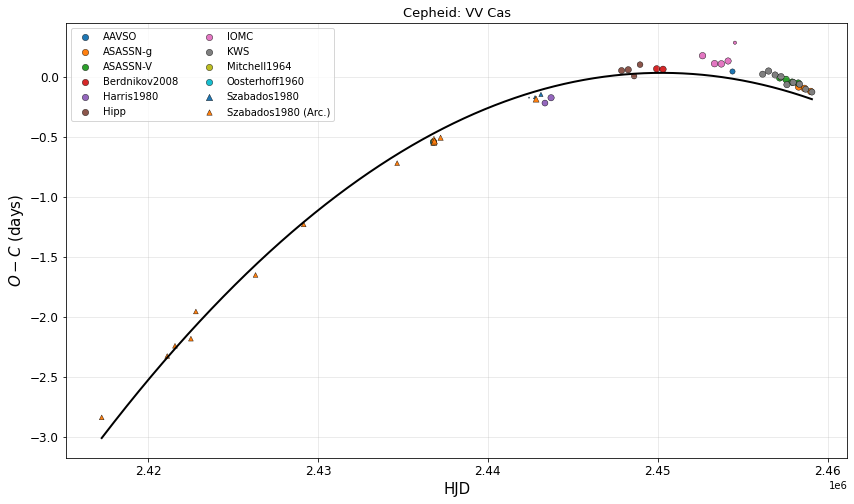 Cepheid: VV Cas
AAVSO
ASASSN-g
ASASSN-V
Berdnikov2008
Harris1980
Hipp
IOMC
KWS
Mitchell1964
Oosterhoff1960
Szabados1980
Szabados1980 (Arc.)
O − C (days)
0.0
−0.5
−1.0
−1.5
−2.0
−2.5
−3.0
2.42
2.43
2.44
2.45
2.46
1e6
HJD